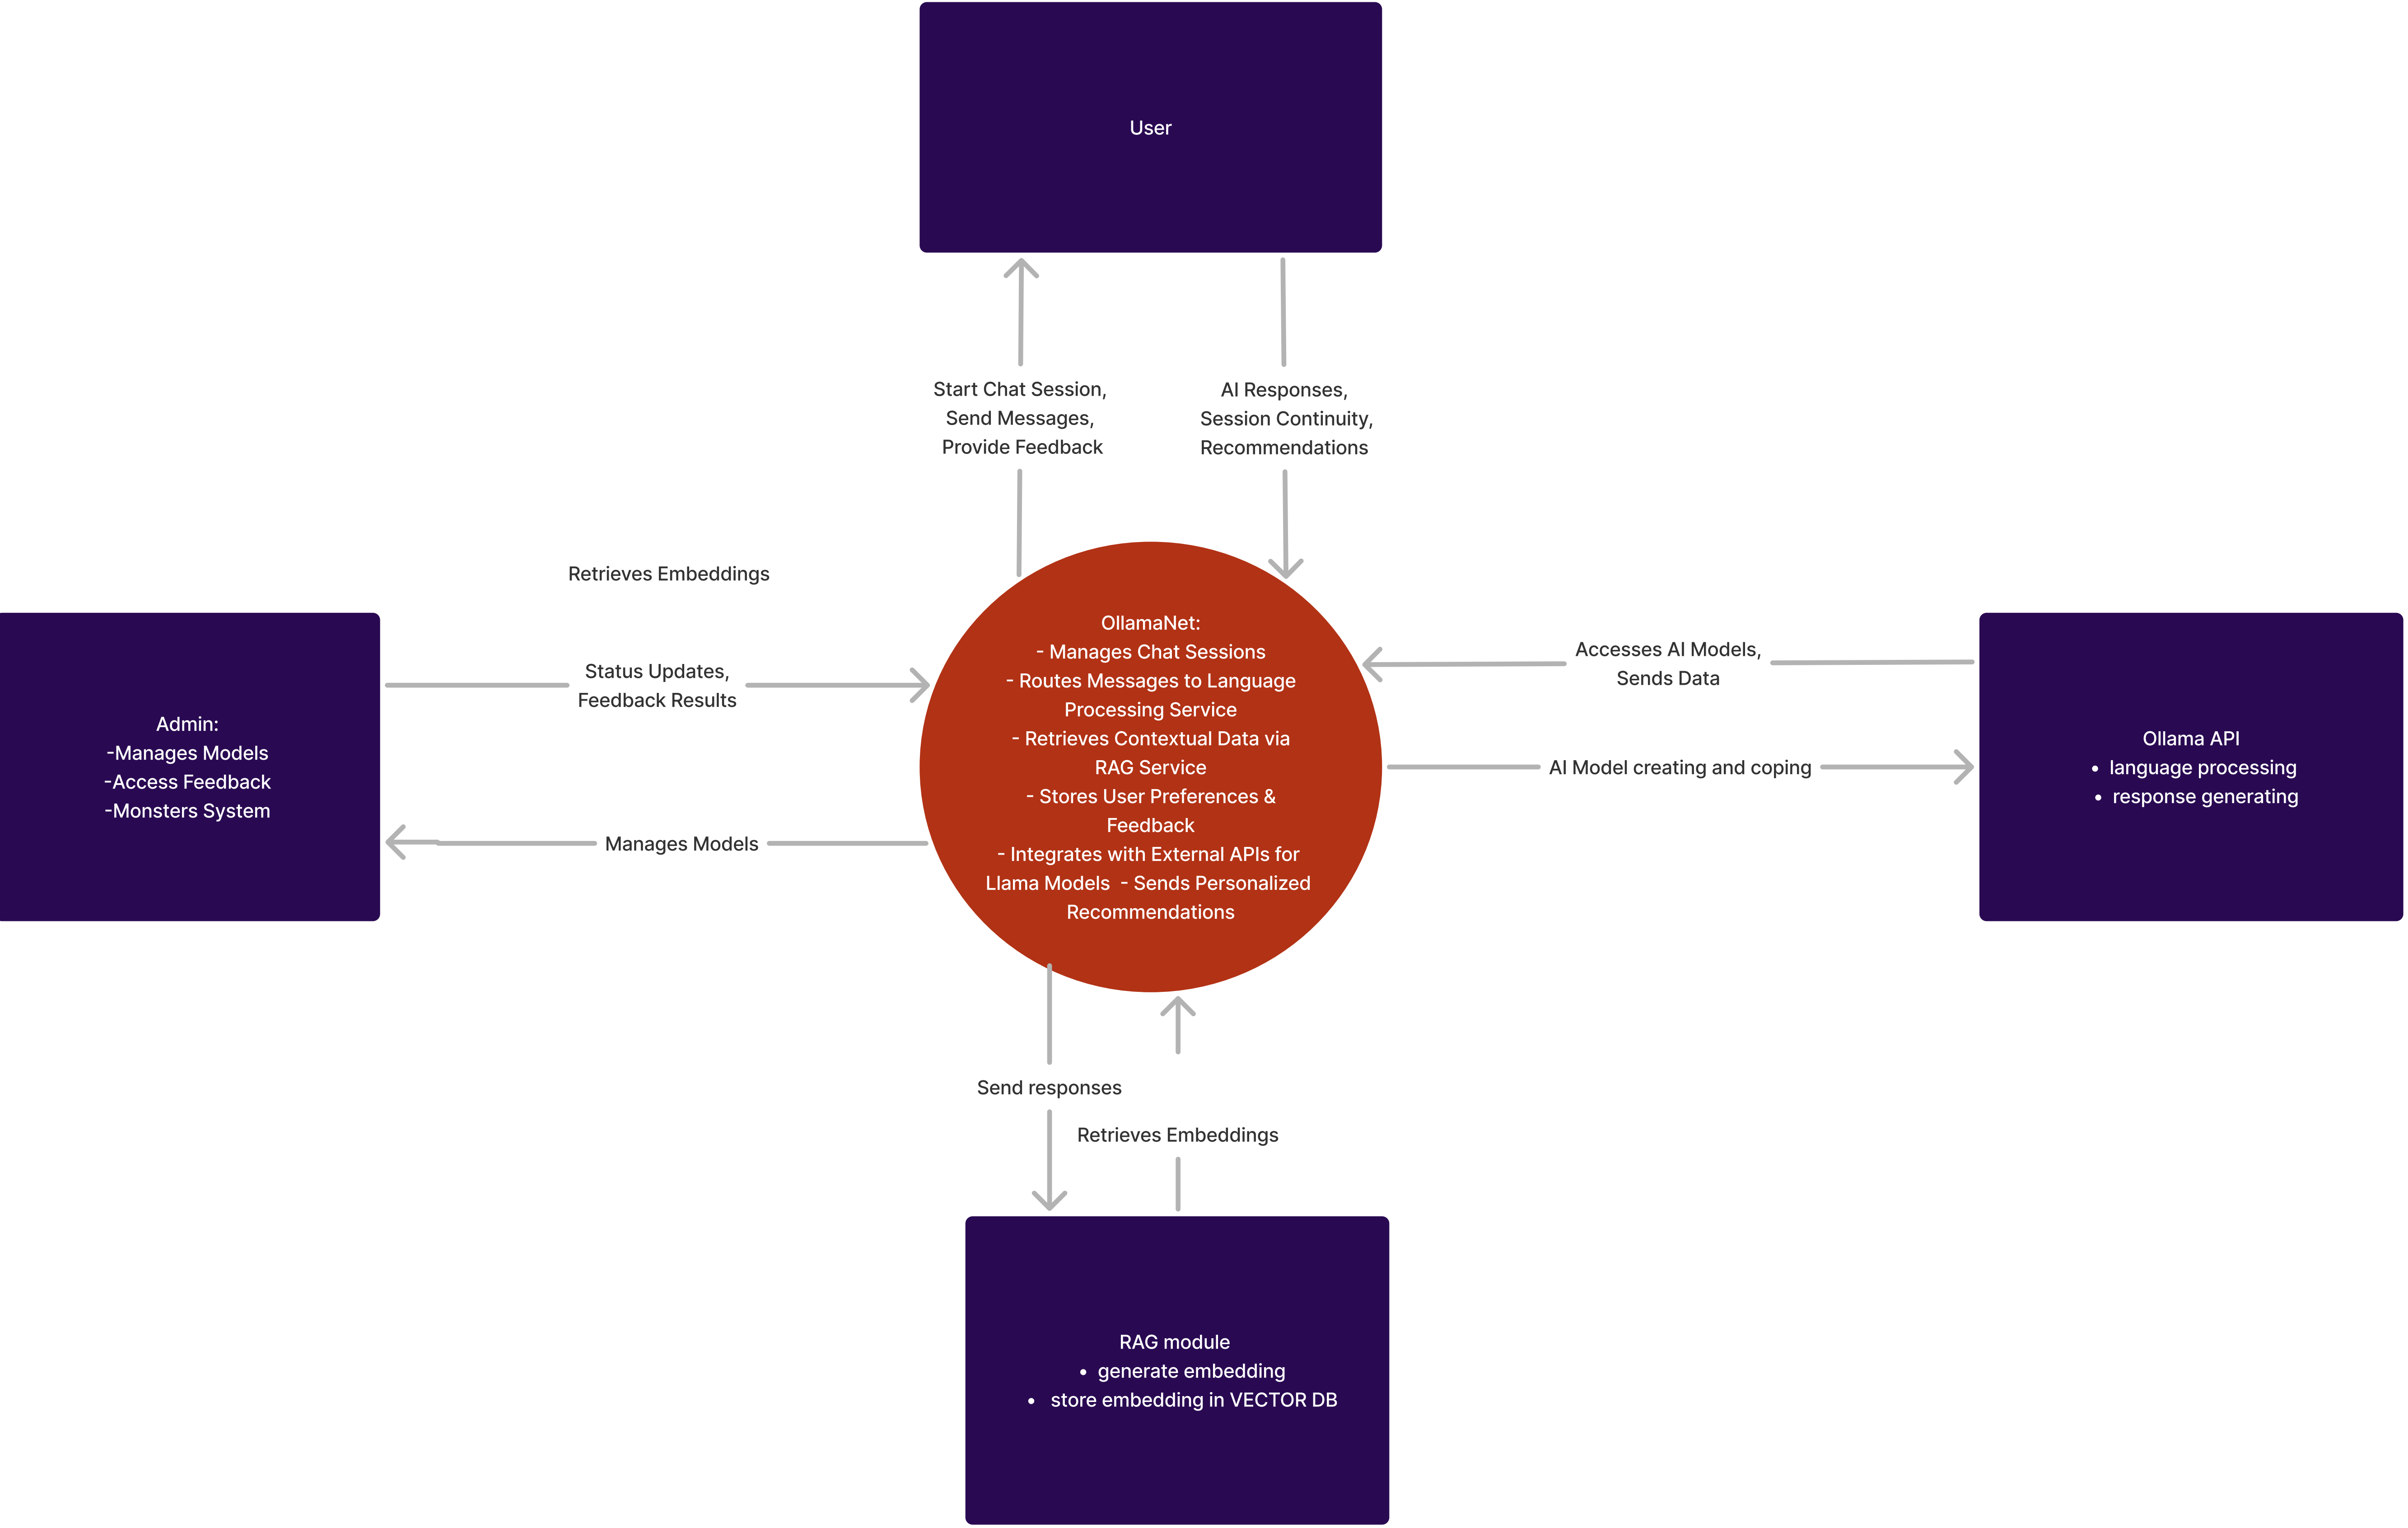 User
Start Chat Session,
Send Messages,
Provide Feedback
AI Responses,
Session Continuity,
Recommendations
Retrieves Embeddings
Status Updates,
Feedback Results
Admin:
-Manages Models
-Access Feedback
-Monsters System
Manages Models
OllamaNet:
- Manages Chat Sessions
- Routes Messages to Language
Processing Service
- Retrieves Contextual Data via
RAG Service
- Stores User Preferences &
Feedback
- Integrates with External APIs for
Llama Models  - Sends Personalized
Recommendations
Accesses AI Models,
Sends Data
AI Model creating and coping
Ollama API
• language processing
• response generating
Send responses
Retrieves Embeddings
RAG module
• generate embedding
• store embedding in VECTOR DB